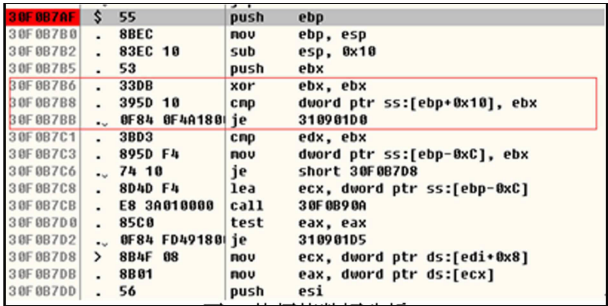 30F0B7AF $ 55 push ebp
30F0B7B0 . 8BEC mov ebp, esp
30F0B7B2 . 83EC 10 sub esp, 0x10
30F0B7B5 . 53 push ebx
30F0B7B6 . 33DB xor ebx, ebx
30F0B7B8 . 395D 10 cmp dword ptr ss:[ebp+0x10], ebx
30F0B7BB .⌄ 0F84 0F4A180 je 310901D0
30F0B7C1 . 3BD3 cmp edx, ebx
30F0B7C3 . 895D F4 mov dword ptr ss:[ebp-0xC], ebx
30F0B7C6 .⌄ 74 10 je short 30F0B7D8
30F0B7C8 . 8D4D F4 lea ecx, dword ptr ss:[ebp-0xC]
30F0B7CB . E8 3A010000 call 30F0B90A
30F0B7D0 . 85C0 test eax, eax
30F0B7D2 .⌄ 0F84 FD49180 je 310901D5
30F0B7D8 > 8B4F 08 mov ecx, dword ptr ds:[edi+0x8]
30F0B7DB . 8B01 mov eax, dword ptr ds:[ecx]
30F0B7DD . 56 push esi